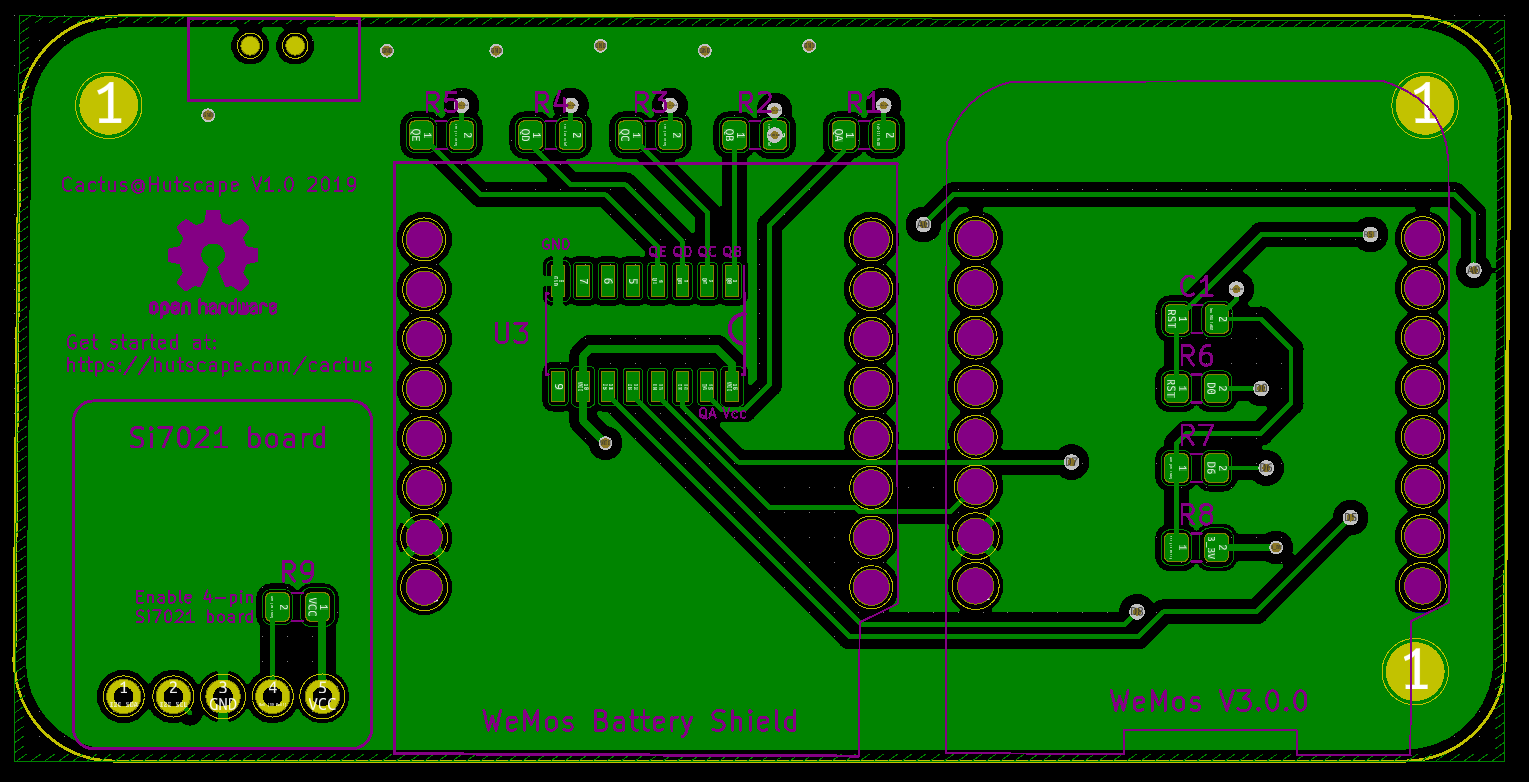 1
1
R5 R4 R3 R2 R1
QE 1 2
QD 1 2
QC 1 2
QB 1 2
QA 1 2
Cactus@Hutscape V1.0 2019
open hardware
Get started at:
https://hutscape.com/cactus
GND QE QD QC QB
7 6 5
U3
9
QA VCC
C1
RST 1 2
R6
RST 1 2 D0
R7
1 2 D6
R8
1 2 3_3V
Si7021 board
R9
Enable 4-pin
Si7021 board
2 1 VCC
1 2 3 4 5
GND VCC
1
WeMos Battery Shield
WeMos V3.0.0